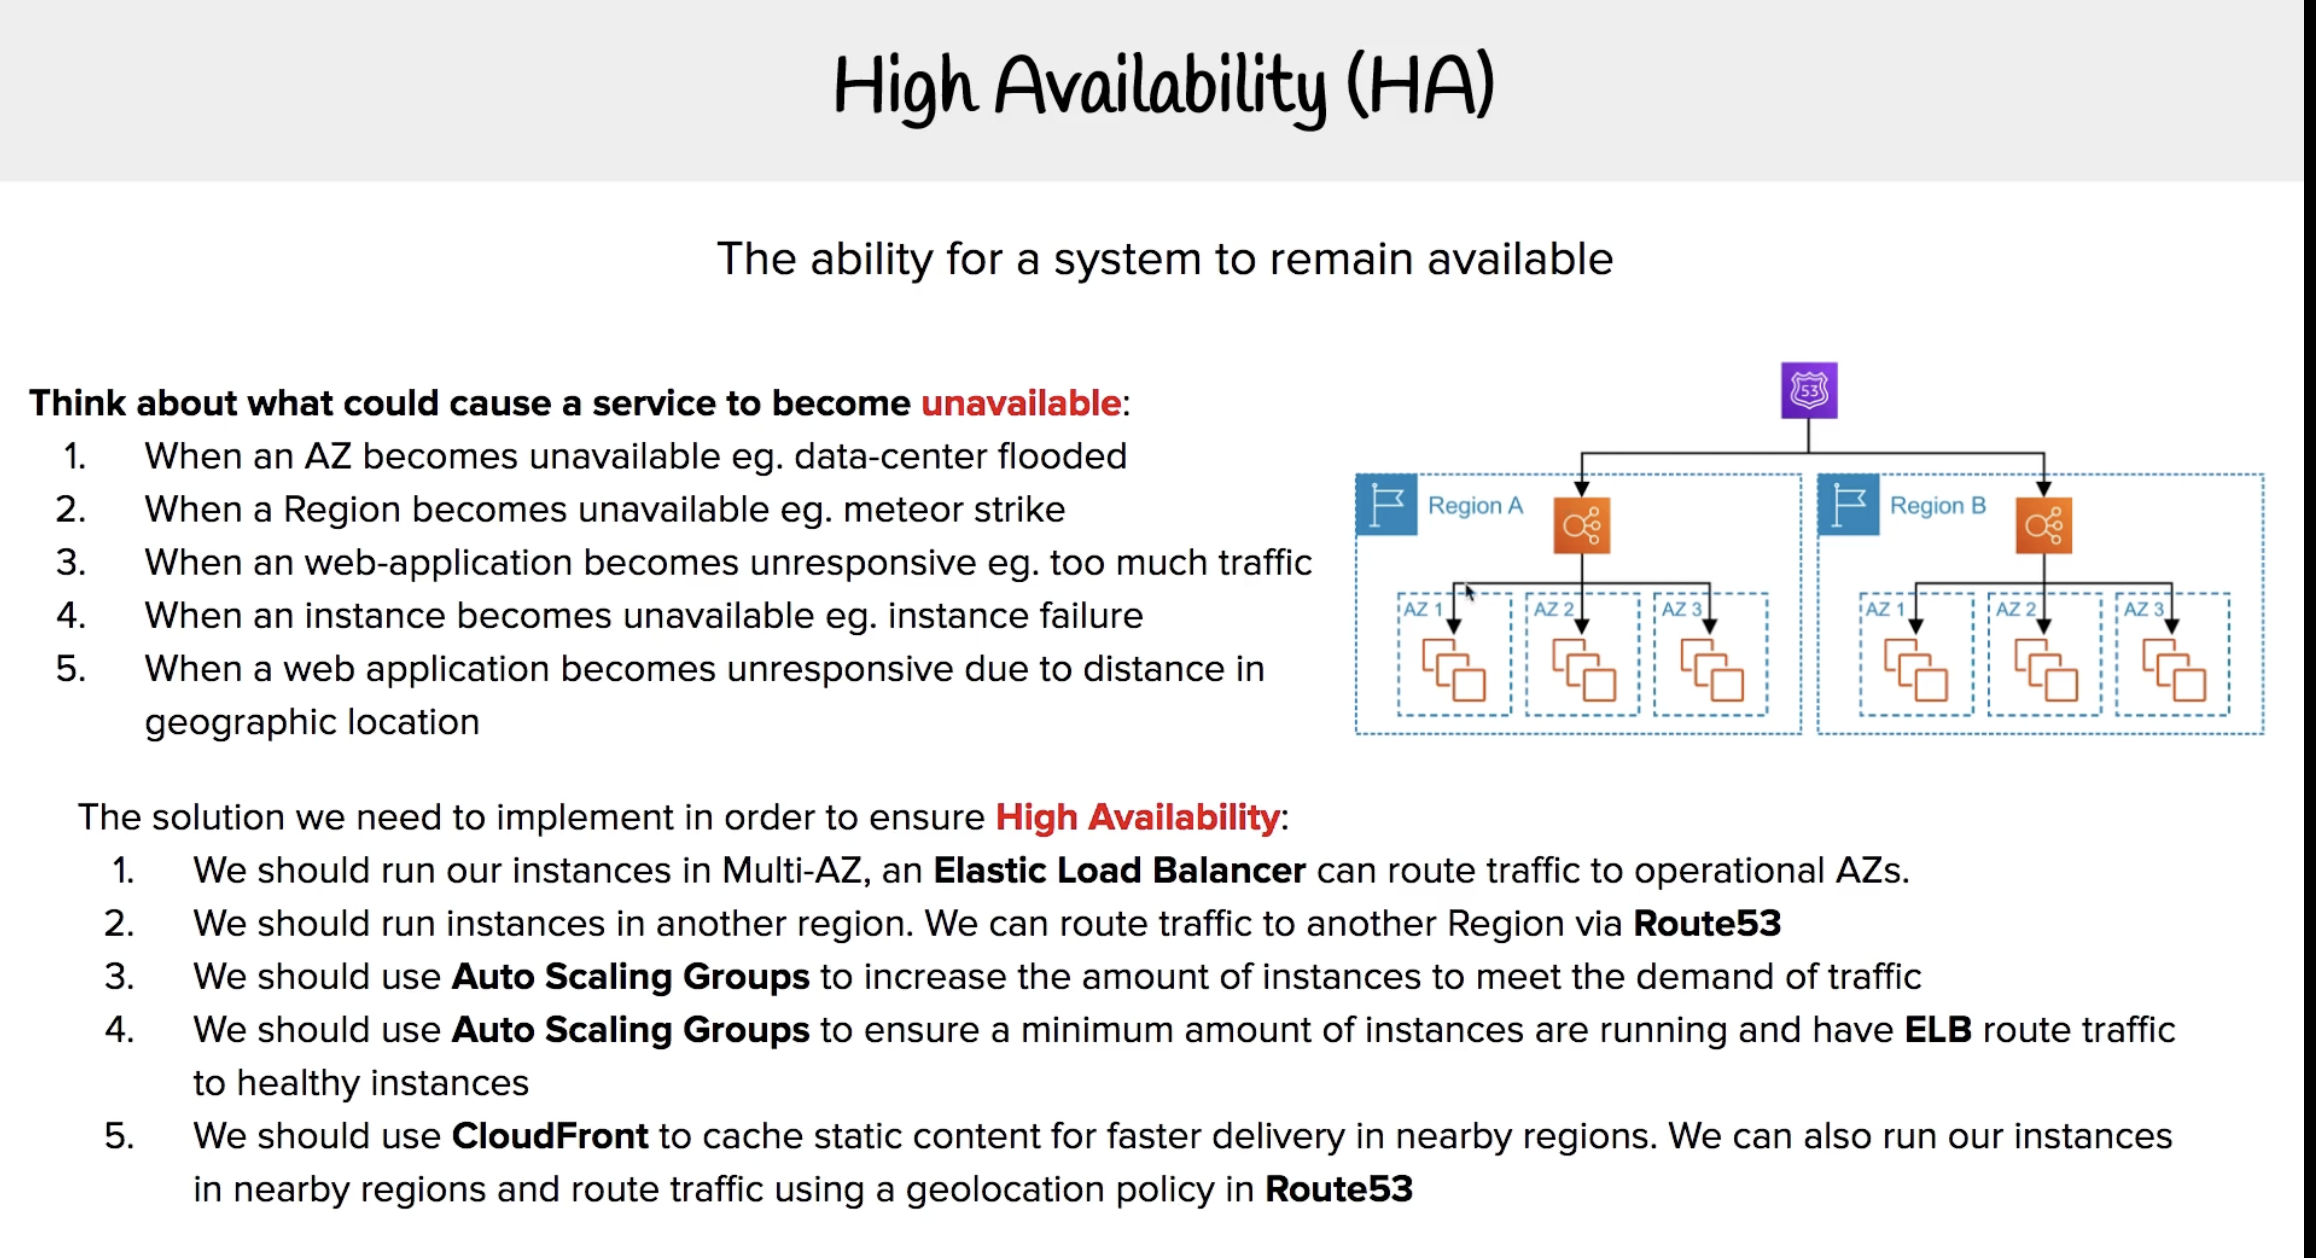 High Availability (HA)
The ability for a system to remain available
Think about what could cause a service to become unavailable:
1. When an AZ becomes unavailable eg. data-center flooded
2. When a Region becomes unavailable eg. meteor strike
3. When an web-application becomes unresponsive eg. too much traffic
4. When an instance becomes unavailable eg. instance failure
5. When a web application becomes unresponsive due to distance in
geographic location
53
Region A
Region B
AZ 1 AZ 2 AZ 3
AZ 1 AZ 2 AZ 3
The solution we need to implement in order to ensure High Availability:
1. We should run our instances in Multi-AZ, an Elastic Load Balancer can route traffic to operational AZs.
2. We should run instances in another region. We can route traffic to another Region via Route53
3. We should use Auto Scaling Groups to increase the amount of instances to meet the demand of traffic
4. We should use Auto Scaling Groups to ensure a minimum amount of instances are running and have ELB route traffic
to healthy instances
5. We should use CloudFront to cache static content for faster delivery in nearby regions. We can also run our instances
in nearby regions and route traffic using a geolocation policy in Route53